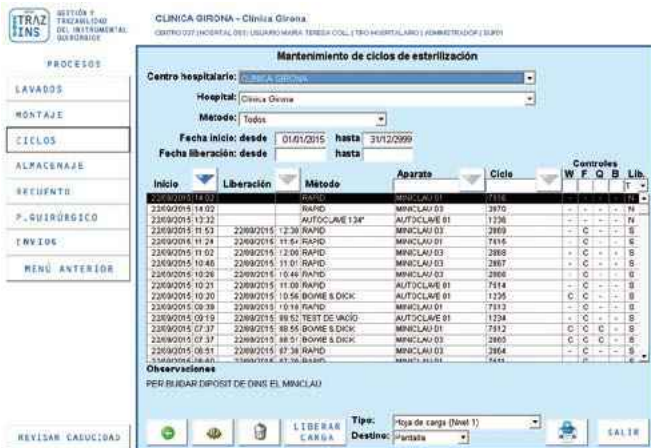 TRAZ
INS
GESTIÓN Y
TRAZABILIDAD
DEL INSTRUMENTAL
QUIRÚRGICO
CLINICA GIRONA - Clínica Girona
PROCESOS
LAVADOS
MONTAJE
CICLOS
ALMACENAJE
RECUENTO
P.QUIRÚRGICO
ENVIOS
MENÚ ANTERIOR
REVISAR CADUCIDAD
Mantenimiento de ciclos de esterilización
Centro hospitalario: CLINICA GIRONA
Hospital: Clínica Girona
Método: Todos
Fecha inicio: desde 01/01/2015 hasta 31/12/2999
Fecha liberación: desde hasta
Controles
Inicio Liberación Método Aparato Ciclo W F Q B Lib.
T
22/09/2015 14:02 RAPID MINICLAU 01 - - - - N
22/09/2015 14:02 RAPID MINICLAU 03 - - - - N
22/09/2015 13:32 AUTOCLAVE 134º AUTOCLAVE 01 1236 - - - - N
22/09/2015 11:53 22/09/2015 12:30 RAPID MINICLAU 03 2869 - C - - S
22/09/2015 11:24 22/09/2015 11:54 RAPID MINICLAU 01 - C - - S
22/09/2015 11:02 22/09/2015 12:00 RAPID MINICLAU 03 2868 - C - - S
22/09/2015 10:46 22/09/2015 11:01 RAPID MINICLAU 03 2867 - C - - S
22/09/2015 10:26 22/09/2015 10:46 RAPID MINICLAU 03 2866 - C - - S
22/09/2015 10:21 22/09/2015 11:00 RAPID AUTOCLAVE 01 - C - - S
22/09/2015 10:20 22/09/2015 10:56 BOWIE & DICK AUTOCLAVE 01 1235 C C - - S
22/09/2015 09:39 22/09/2015 10:18 RAPID MINICLAU 01 7613 - C - - S
22/09/2015 09:19 22/09/2015 09:52 TEST DE VACÍO AUTOCLAVE 01 1234 - C - - S
22/09/2015 07:37 22/09/2015 08:55 BOWIE & DICK MINICLAU 01 7612 C C C - S
22/09/2015 07:37 22/09/2015 08:51 BOWIE & DICK MINICLAU 03 2865 C C C - S
22/09/2015 06:51 22/09/2015 07:38 RAPID MINICLAU 03 2864 - C - - S
Observaciones
PER BUIDAR DIPOSIT DE DINS EL MINICLAU
LIBERAR
CARGA
Tipo: Hoja de carga (Nivel 1)
Destino: Pantalla
SALIR